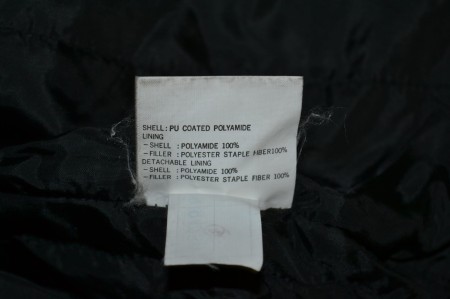 SHELL: PU COATED POLYAMIDE
LINING
– SHELL : POLYAMIDE 100%
– FILLER : POLYESTER STAPLE FIBER100%
DETACHABLE LINING
– SHELL : POLYAMIDE 100%
– FILLER : POLYESTER STAPLE FIBER 100%